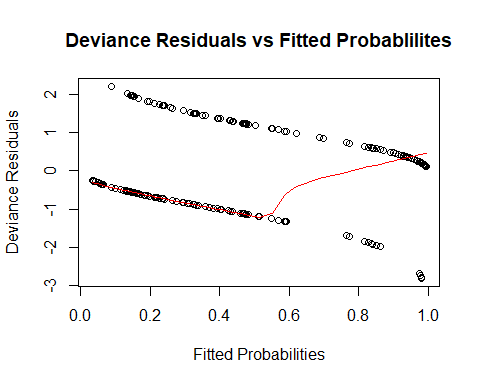 Deviance Residuals vs Fitted Probablilites
2
1
0
-1
-2
-3
Deviance Residuals
0.0 0.2 0.4 0.6 0.8 1.0
Fitted Probabilities